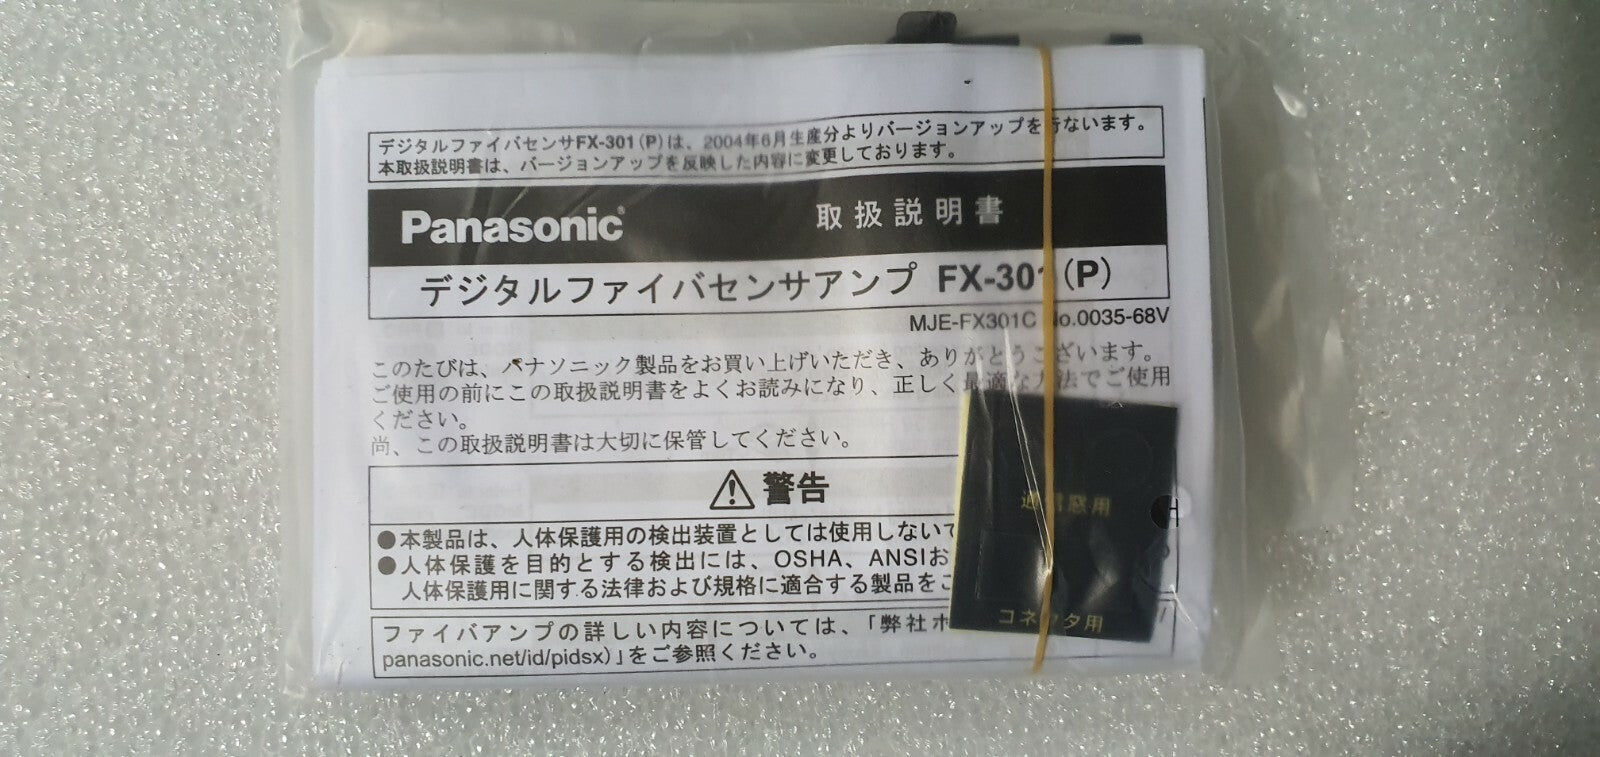 デジタルファイバセンサFX-301(P)は、2004年6月生産分よりバージョンアップを行ないます。
本取扱説明書は、バージョンアップを反映した内容に変更しております。
Panasonic®
取扱説明書
デジタルファイバセンサアンプ FX-301(P)
MJE-FX301C No.0035-68V
このたびは、パナソニック製品をお買い上げいただき、ありがとうございます。
ご使用の前にこの取扱説明書をよくお読みになり、正しく最適な方法でご使用
ください。
尚、この取扱説明書は大切に保管してください。
警告
●本製品は、人体保護用の検出装置としては使用しないで
●人体保護を目的とする検出には、OSHA、ANSIお
人体保護用に関する法律および規格に適合する製品をご
ファイバアンプの詳しい内容については、「弊社ホ
panasonic.net/id/pidsx)」をご参照ください。
通信窓用
コネクタ用